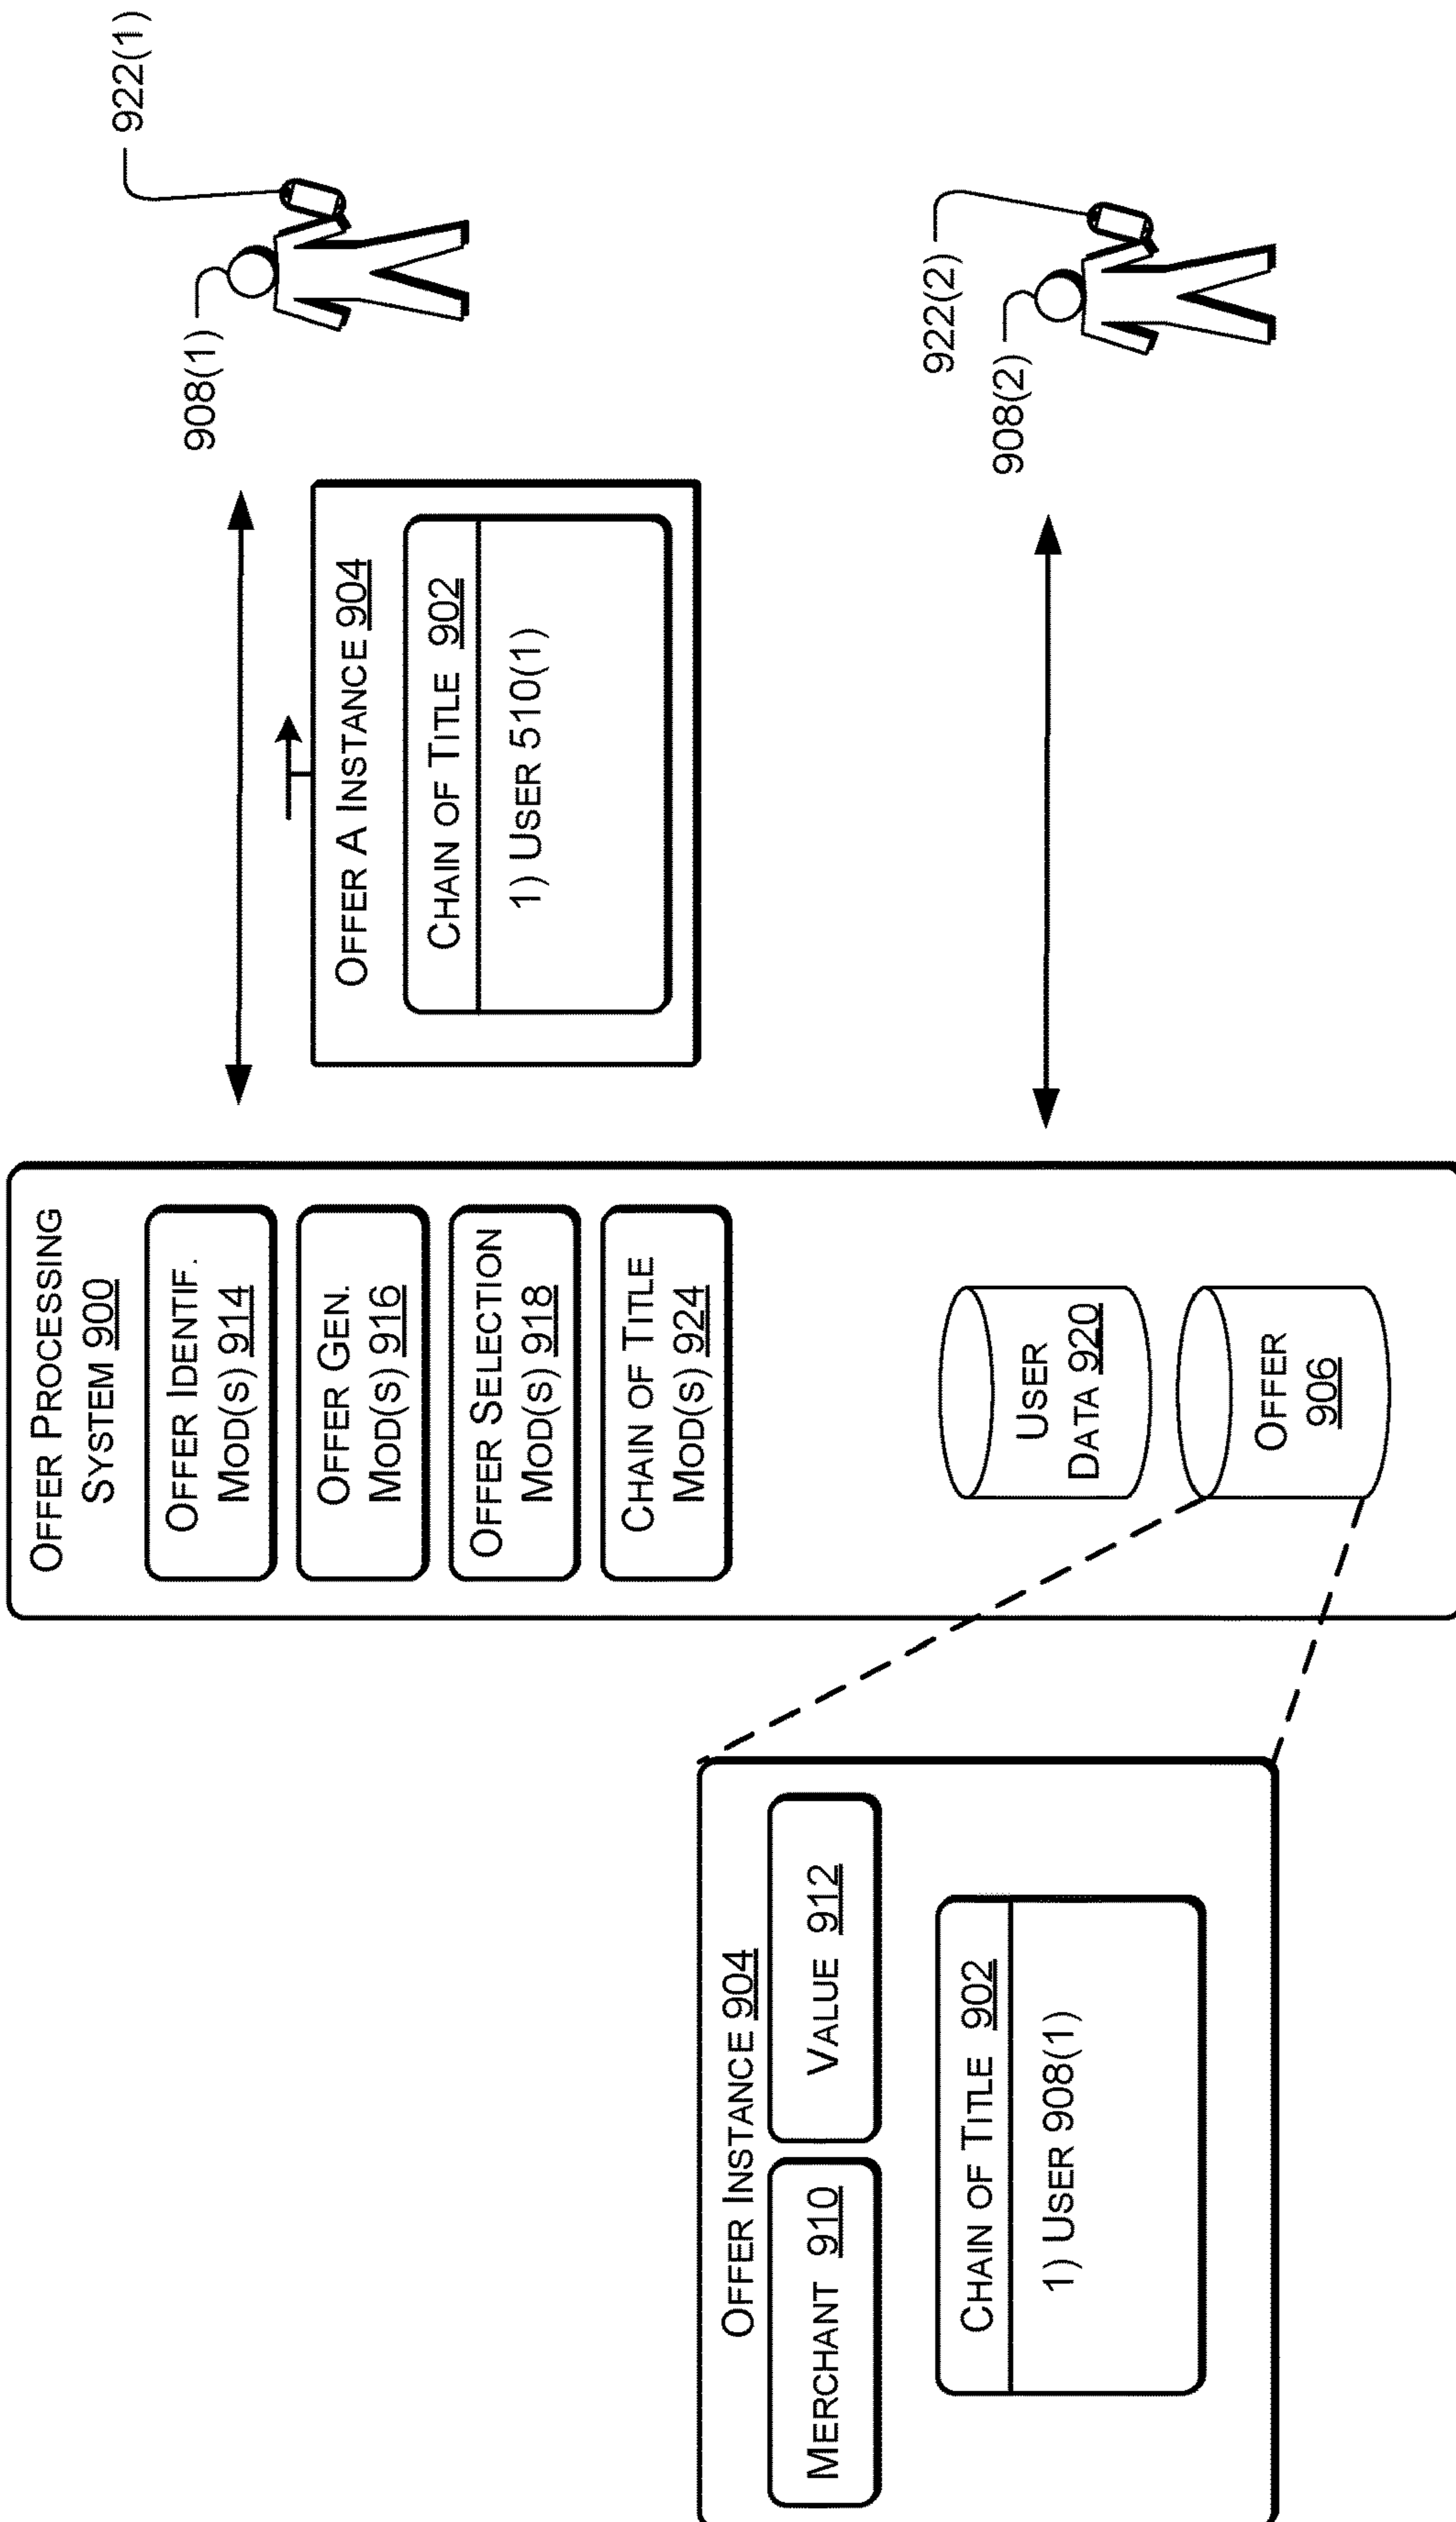 OFFER PROCESSING
SYSTEM 900
OFFER IDENTIF.
MOD(S) 914
OFFER GEN.
MOD(S) 916
OFFER SELECTION
MOD(S) 918
CHAIN OF TITLE
MOD(S) 924
USER
DATA 920
OFFER
906
OFFER INSTANCE 904
MERCHANT 910
VALUE 912
CHAIN OF TITLE 902
1) USER 908(1)
OFFER A INSTANCE 904
CHAIN OF TITLE 902
1) USER 510(1)
908(1)
922(1)
922(2)
908(2)